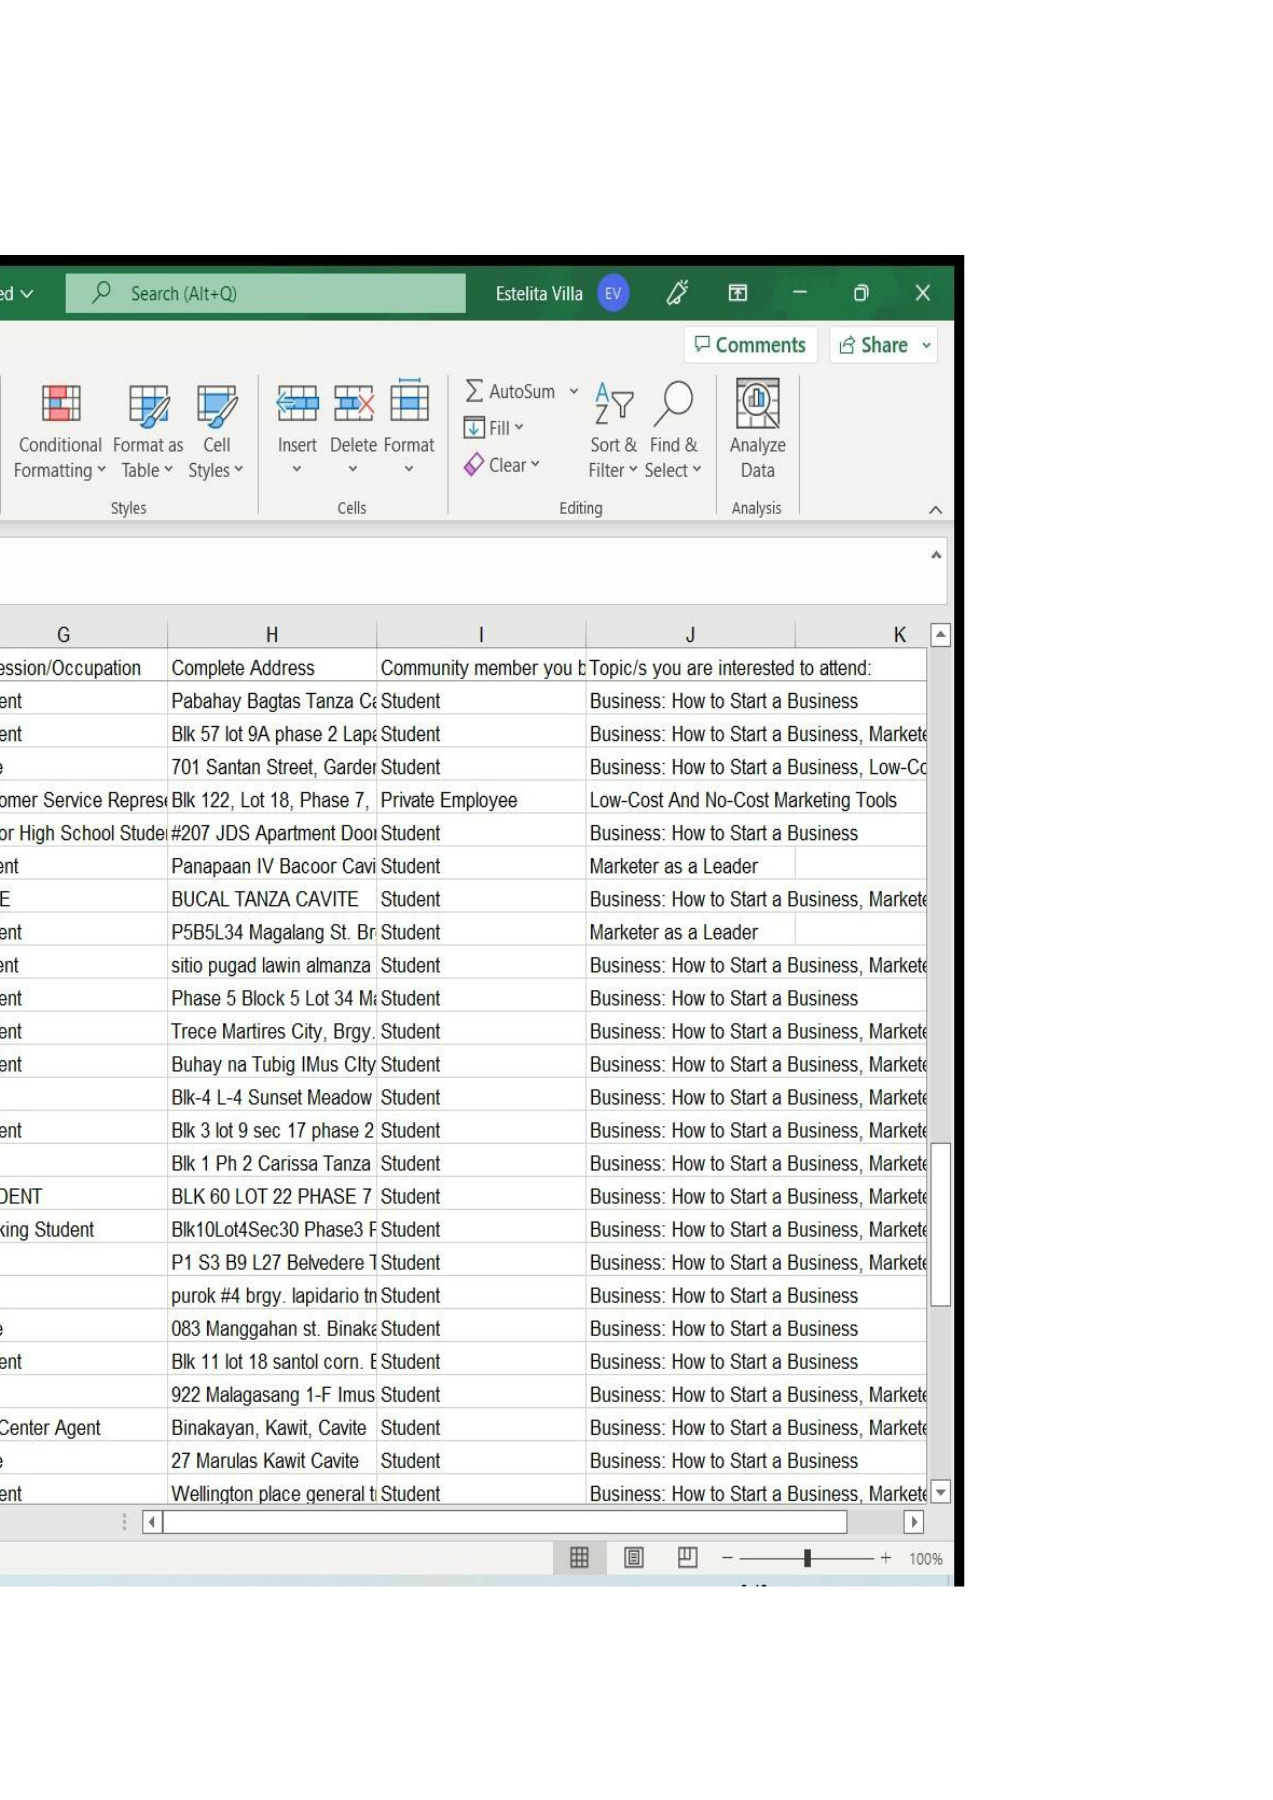 ed Search (Alt+Q) Estelita Villa EV
Comments Share
Conditional Formatting Format as Table Cell Styles Insert Delete Format AutoSum Fill Clear Sort & Filter Find & Select Analyze Data
Styles Cells Editing Analysis
G H I J K
ession/Occupation Complete Address Community member you b Topic/s you are interested to attend:
ent Pabahay Bagtas Tanza Ca Student Business: How to Start a Business
ent Blk 57 lot 9A phase 2 Lapa Student Business: How to Start a Business, Markete
e 701 Santan Street, Garder Student Business: How to Start a Business, Low-Co
omer Service Represe Blk 122, Lot 18, Phase 7, Private Employee Low-Cost And No-Cost Marketing Tools
or High School Studer #207 JDS Apartment Door Student Business: How to Start a Business
ent Panapaan IV Bacoor Cavi Student Marketer as a Leader
E BUCAL TANZA CAVITE Student Business: How to Start a Business, Markete
ent P5B5L34 Magalang St. Br Student Marketer as a Leader
ent sitio pugad lawin almanza Student Business: How to Start a Business, Markete
ent Phase 5 Block 5 Lot 34 Ma Student Business: How to Start a Business
ent Trece Martires City, Brgy. Student Business: How to Start a Business, Markete
ent Buhay na Tubig IMus CIty Student Business: How to Start a Business, Markete
Blk-4 L-4 Sunset Meadow Student Business: How to Start a Business, Markete
ent Blk 3 lot 9 sec 17 phase 2 Student Business: How to Start a Business, Markete
Blk 1 Ph 2 Carissa Tanza Student Business: How to Start a Business, Markete
DENT BLK 60 LOT 22 PHASE 7 Student Business: How to Start a Business, Markete
king Student Blk10Lot4Sec30 Phase3 P Student Business: How to Start a Business, Markete
P1 S3 B9 L27 Belvedere T Student Business: How to Start a Business, Markete
purok #4 brgy. lapidario tn Student Business: How to Start a Business
e 083 Manggahan st. Binaka Student Business: How to Start a Business
ent Blk 11 lot 18 santol corn. E Student Business: How to Start a Business
922 Malagasang 1-F Imus Student Business: How to Start a Business, Markete
Center Agent Binakayan, Kawit, Cavite Student Business: How to Start a Business, Markete
e 27 Marulas Kawit Cavite Student Business: How to Start a Business
ent Wellington place general t Student Business: How to Start a Business, Markete
100%